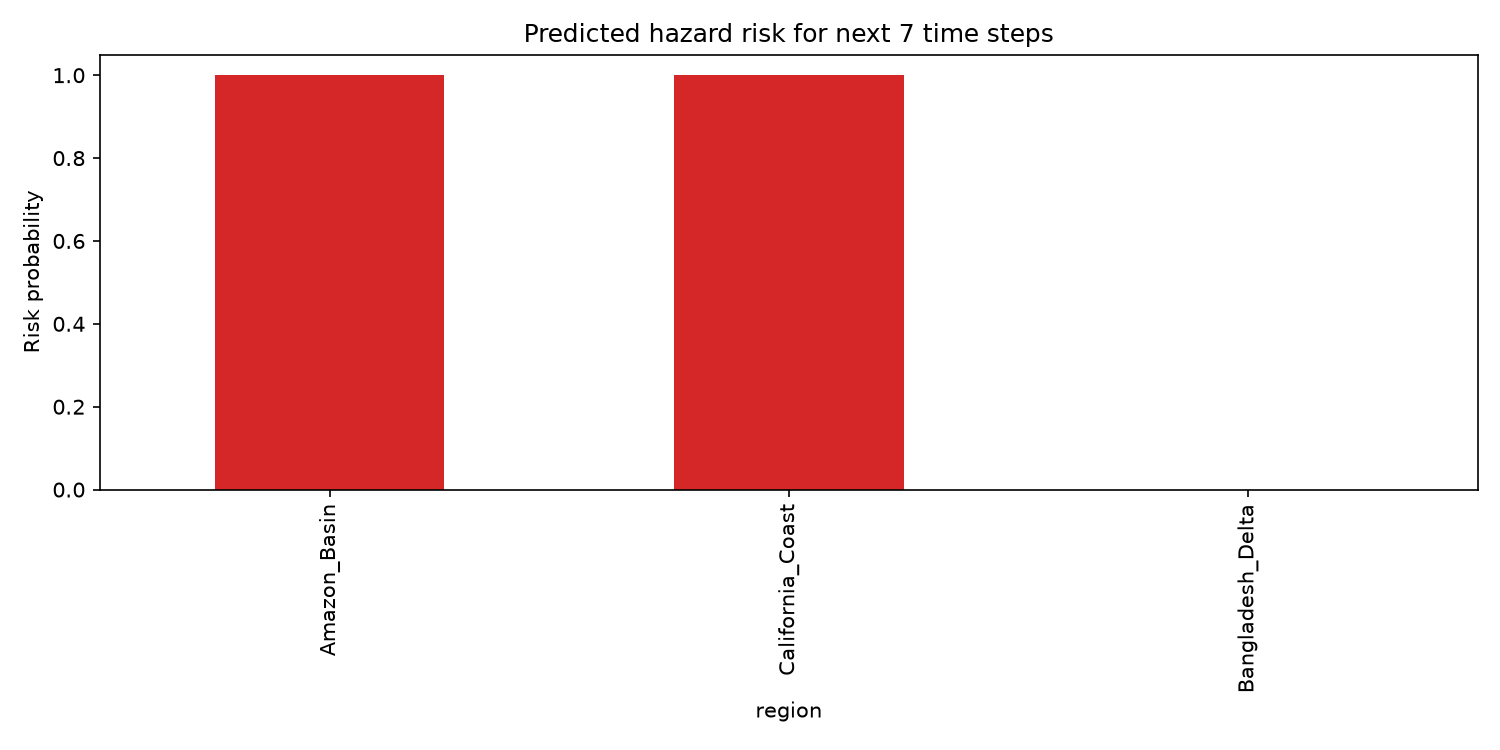 Predicted hazard risk for next 7 time steps
Risk probability
1.0
0.8
0.6
0.4
0.2
0.0
Amazon_Basin
California_Coast
Bangladesh_Delta
region